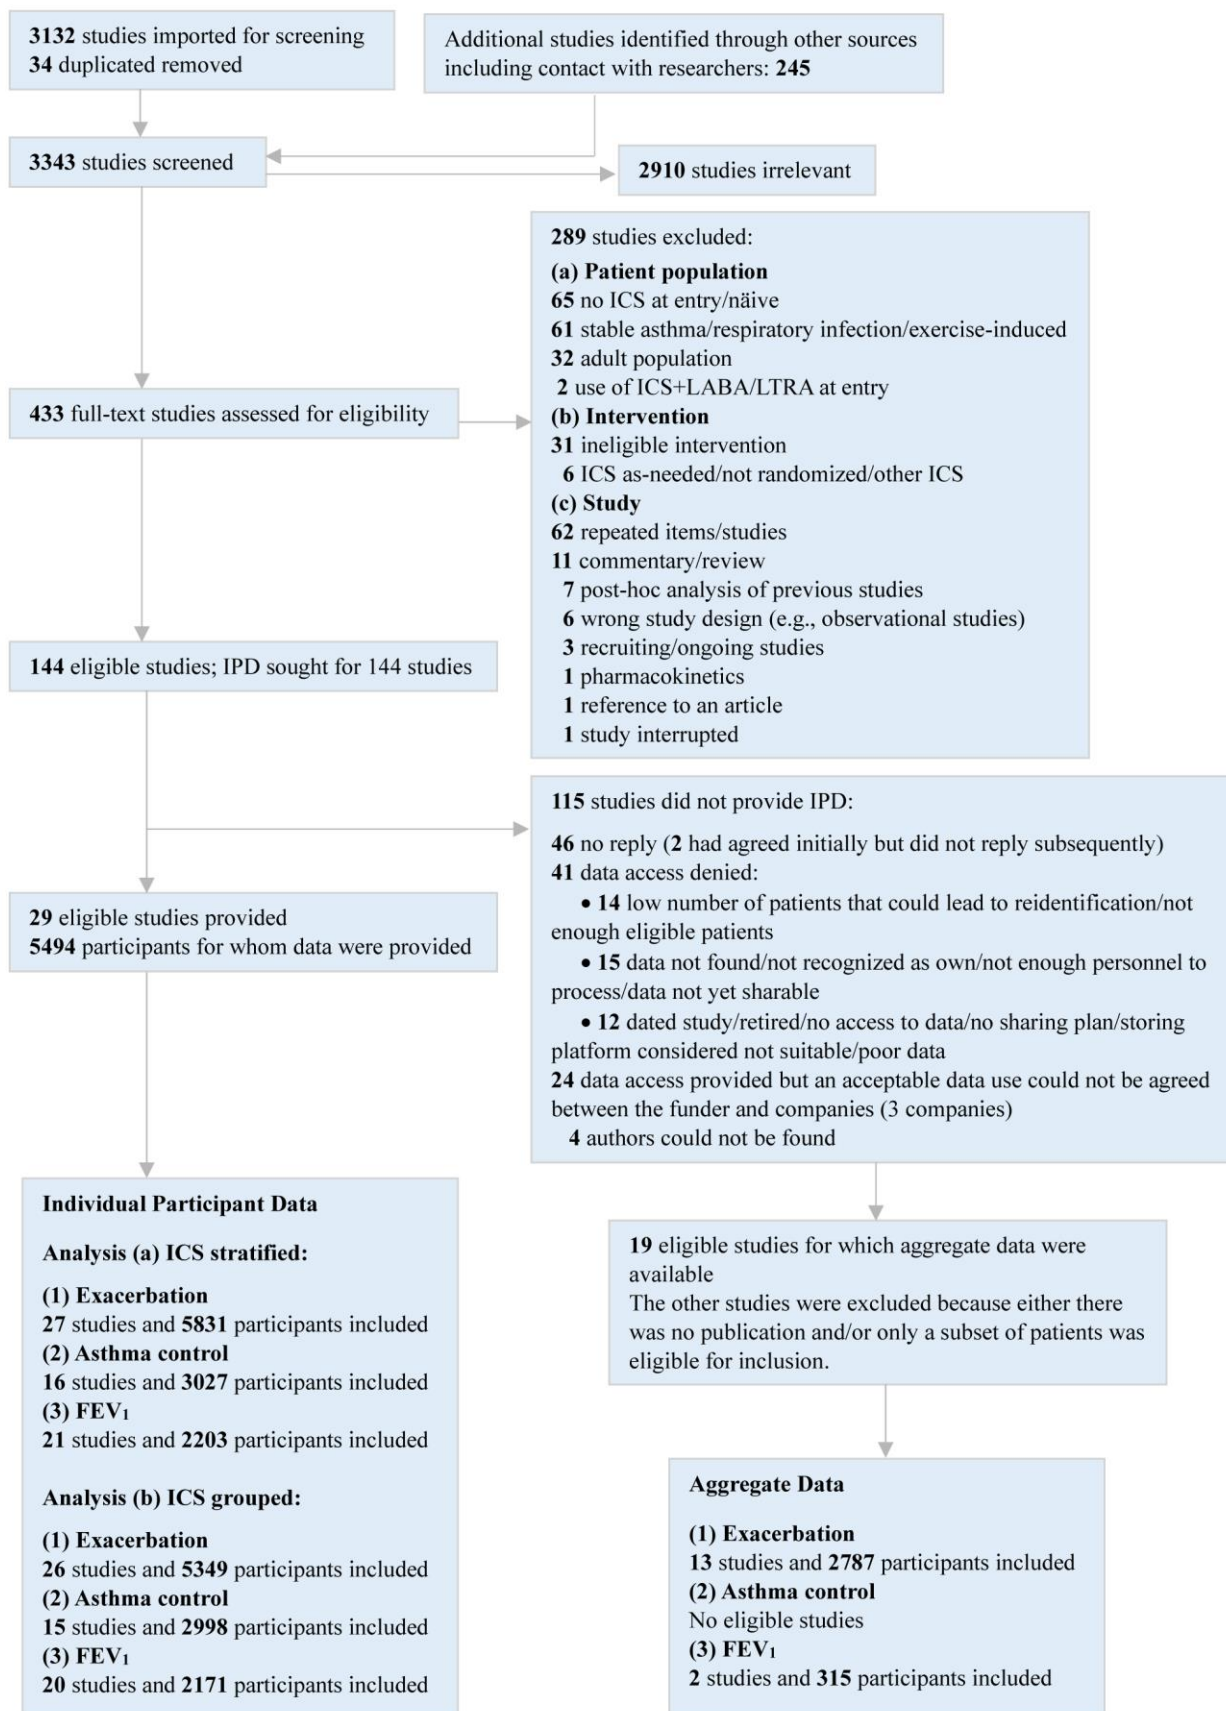 3132 studies imported for screening
34 duplicated removed
Additional studies identified through other sources
including contact with researchers: 245
3343 studies screened
2910 studies irrelevant
289 studies excluded:
(a) Patient population
65 no ICS at entry/näive
61 stable asthma/respiratory infection/exercise-induced
32 adult population
2 use of ICS+LABA/LTRA at entry
(b) Intervention
31 ineligible intervention
6 ICS as-needed/not randomized/other ICS
(c) Study
62 repeated items/studies
11 commentary/review
7 post-hoc analysis of previous studies
6 wrong study design (e.g., observational studies)
3 recruiting/ongoing studies
1 pharmacokinetics
1 reference to an article
1 study interrupted
433 full-text studies assessed for eligibility
144 eligible studies; IPD sought for 144 studies
115 studies did not provide IPD:
46 no reply (2 had agreed initially but did not reply subsequently)
41 data access denied:
• 14 low number of patients that could lead to reidentification/not
enough eligible patients
• 15 data not found/not recognized as own/not enough personnel to
process/data not yet sharable
• 12 dated study/retired/no access to data/no sharing plan/storing
platform considered not suitable/poor data
24 data access provided but an acceptable data use could not be agreed
between the funder and companies (3 companies)
4 authors could not be found
29 eligible studies provided
5494 participants for whom data were provided
Individual Participant Data
Analysis (a) ICS stratified:
(1) Exacerbation
27 studies and 5831 participants included
(2) Asthma control
16 studies and 3027 participants included
(3) FEV₁
21 studies and 2203 participants included
Analysis (b) ICS grouped:
(1) Exacerbation
26 studies and 5349 participants included
(2) Asthma control
15 studies and 2998 participants included
(3) FEV₁
20 studies and 2171 participants included
19 eligible studies for which aggregate data were
available
The other studies were excluded because either there
was no publication and/or only a subset of patients was
eligible for inclusion.
Aggregate Data
(1) Exacerbation
13 studies and 2787 participants included
(2) Asthma control
No eligible studies
(3) FEV₁
2 studies and 315 participants included